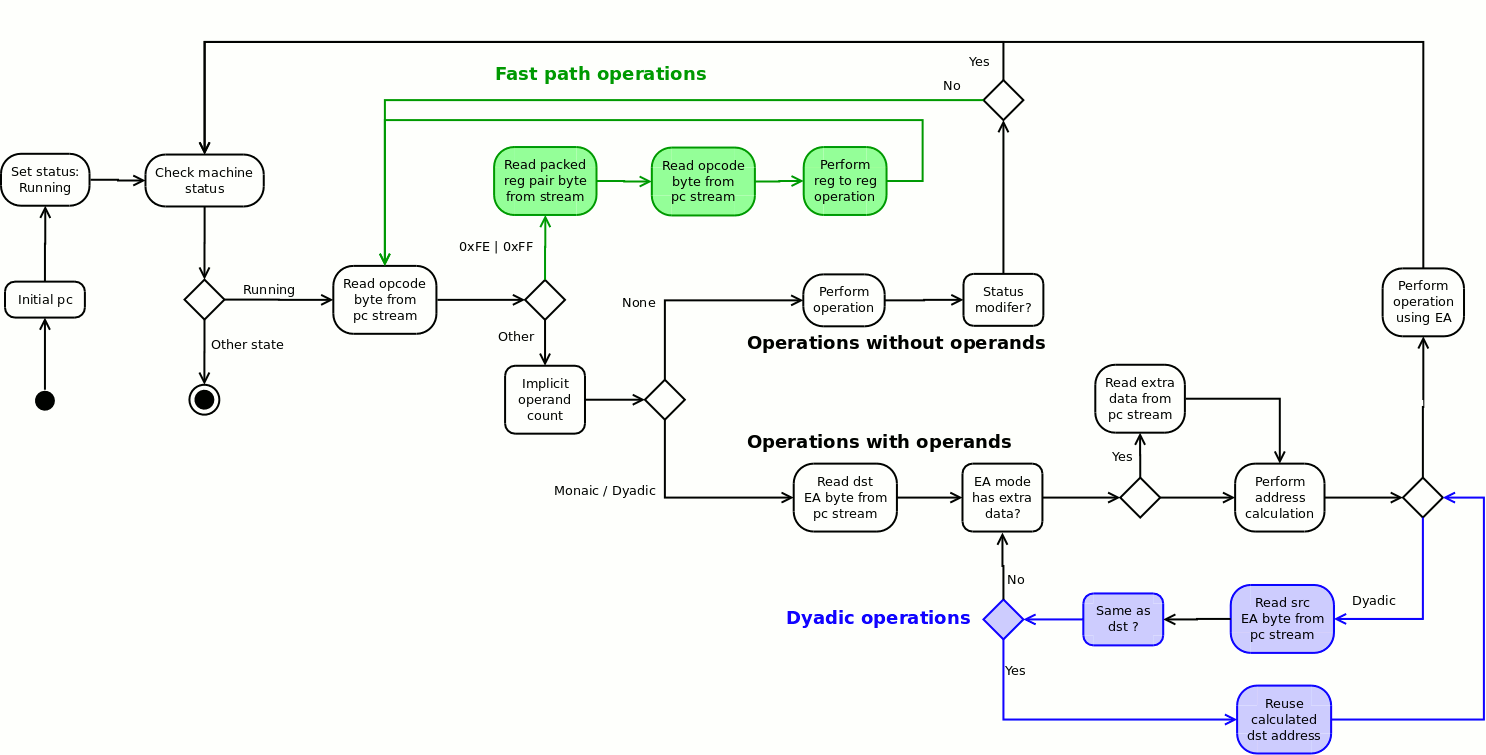 Yes
Fast path operations
No
Set status:
Running
Check machine
status
Read packed
reg pair byte
from stream
Read opcode
byte from
pc stream
Perform
reg to reg
operation
0xFE | 0xFF
Initial pc
Running
Read opcode
byte from
pc stream
None
Perform
operation
Status
modifer?
Perform
operation
using EA
Other state
Other
Operations without operands
Implicit
operand
count
Read extra
data from
pc stream
Operations with operands
Yes
Monaic / Dyadic
Read dst
EA byte from
pc stream
EA mode
has extra
data?
Perform
address
calculation
No
Dyadic operations
Same as
dst ?
Read src
EA byte from
pc stream
Dyadic
Yes
Reuse
calculated
dst address